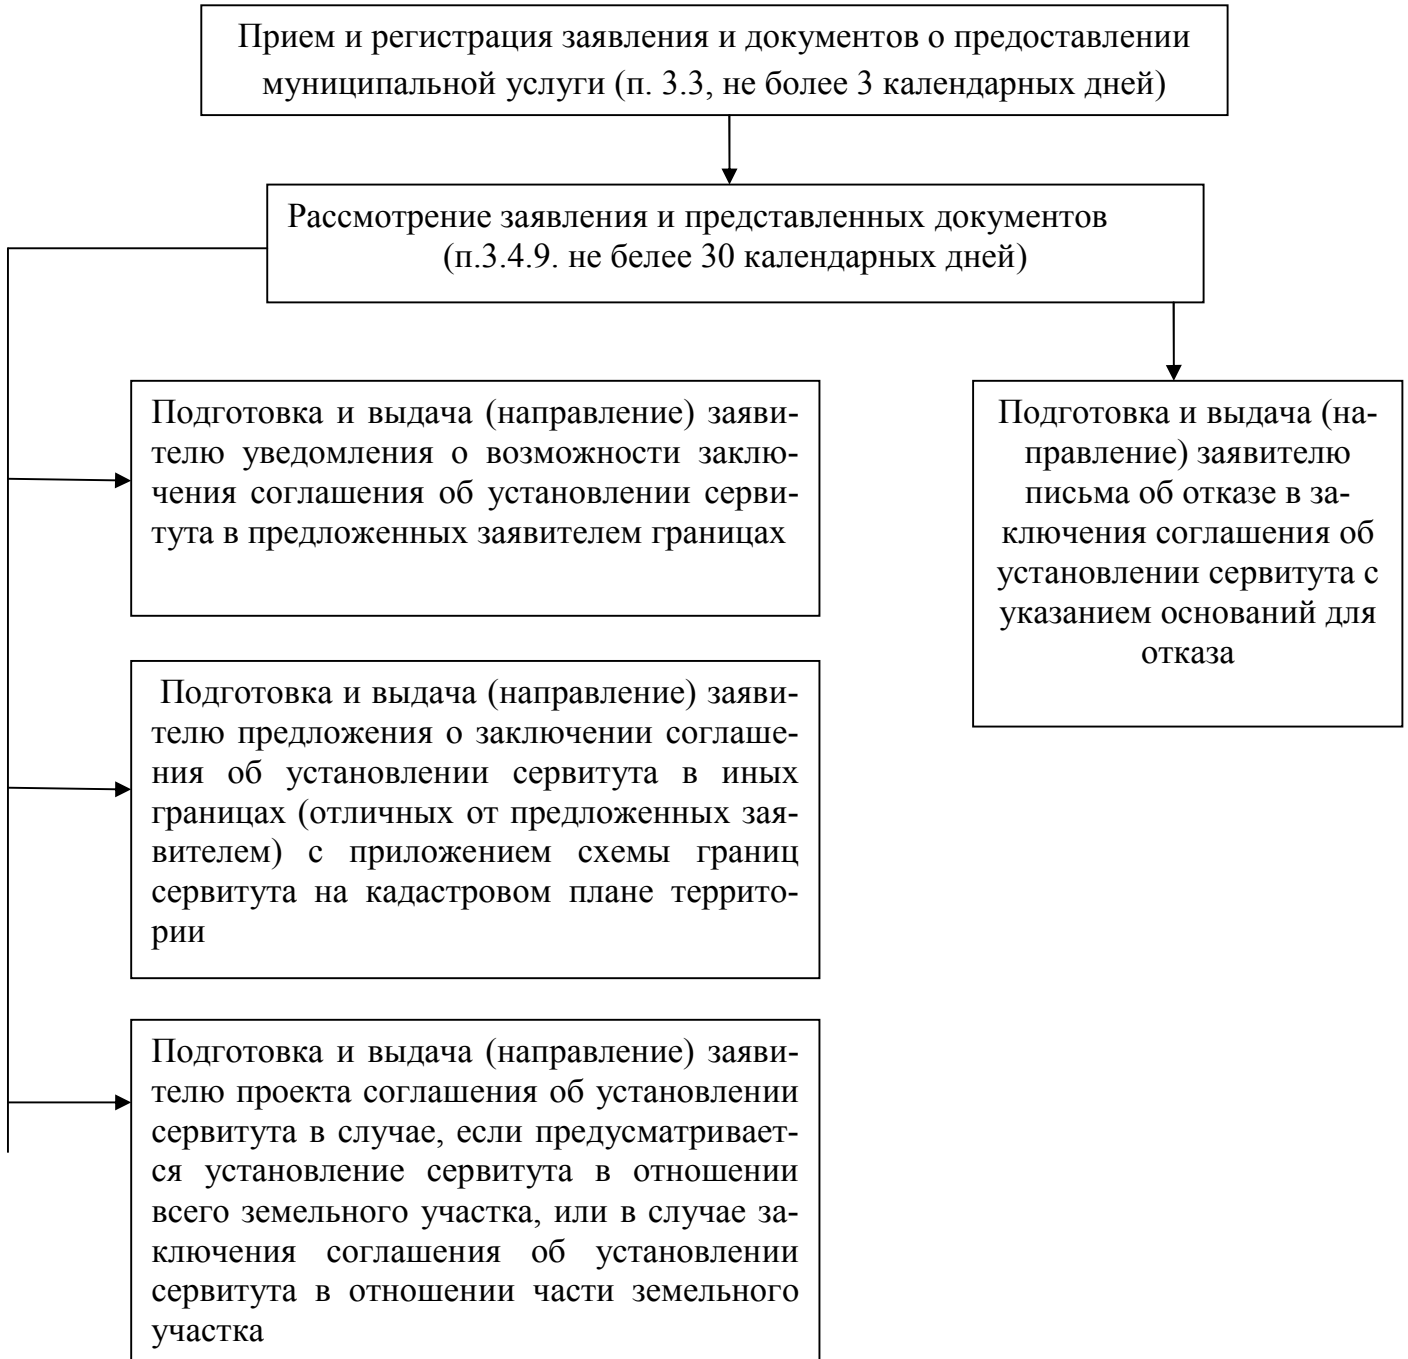 Прием и регистрация заявления и документов о предоставлении
муниципальной услуги (п. 3.3, не более 3 календарных дней)
Рассмотрение заявления и представленных документов
(п.3.4.9. не белее 30 календарных дней)
Подготовка и выдача (направление) заяви-
телю уведомления о возможности заклю-
чения соглашения об установлении серви-
тута в предложенных заявителем границах
Подготовка и выдача (на-
правление) заявителю
письма об отказе в за-
ключения соглашения об
установлении сервитута с
указанием оснований для
отказа
Подготовка и выдача (направление) заяви-
телю предложения о заключении соглаше-
ния об установлении сервитута в иных
границах (отличных от предложенных зая-
вителем) с приложением схемы границ
сервитута на кадастровом плане террито-
рии
Подготовка и выдача (направление) заяви-
телю проекта соглашения об установлении
сервитута в случае, если предусматривает-
ся установление сервитута в отношении
всего земельного участка, или в случае за-
ключения соглашения об установлении
сервитута в отношении части земельного
участка